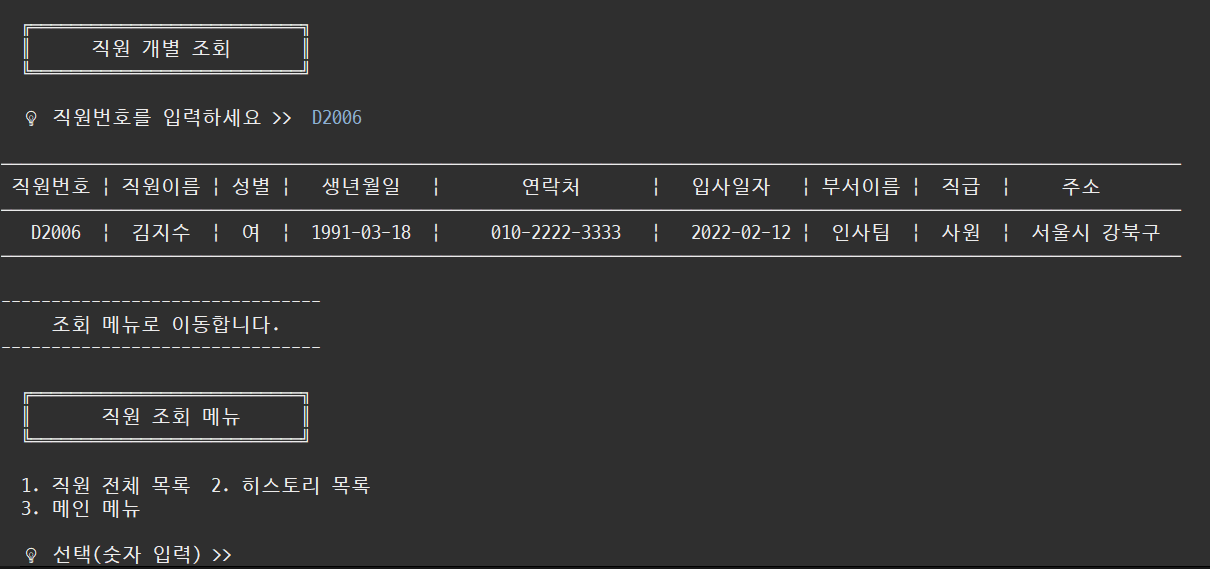 직원 개별 조회
직원번호를 입력하세요 >> D2006
직원번호 ¦ 직원이름 ¦ 성별 ¦ 생년월일 ¦ 연락처 ¦ 입사일자 ¦ 부서이름 ¦ 직급 ¦ 주소
D2006 ¦ 김지수 ¦ 여 ¦ 1991-03-18 ¦ 010-2222-3333 ¦ 2022-02-12 ¦ 인사팀 ¦ 사원 ¦ 서울시 강북구
--------------------------------
조회 메뉴로 이동합니다.
--------------------------------
직원 조회 메뉴
1. 직원 전체 목록 2. 히스토리 목록
3. 메인 메뉴
선택(숫자 입력) >>